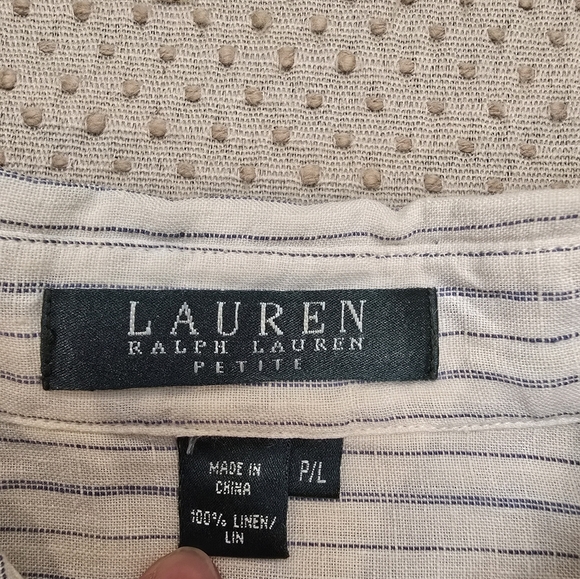 LAUREN
RALPH LAUREN
PETITE
MADE IN
CHINA
100% LINEN/
LIN
P/L